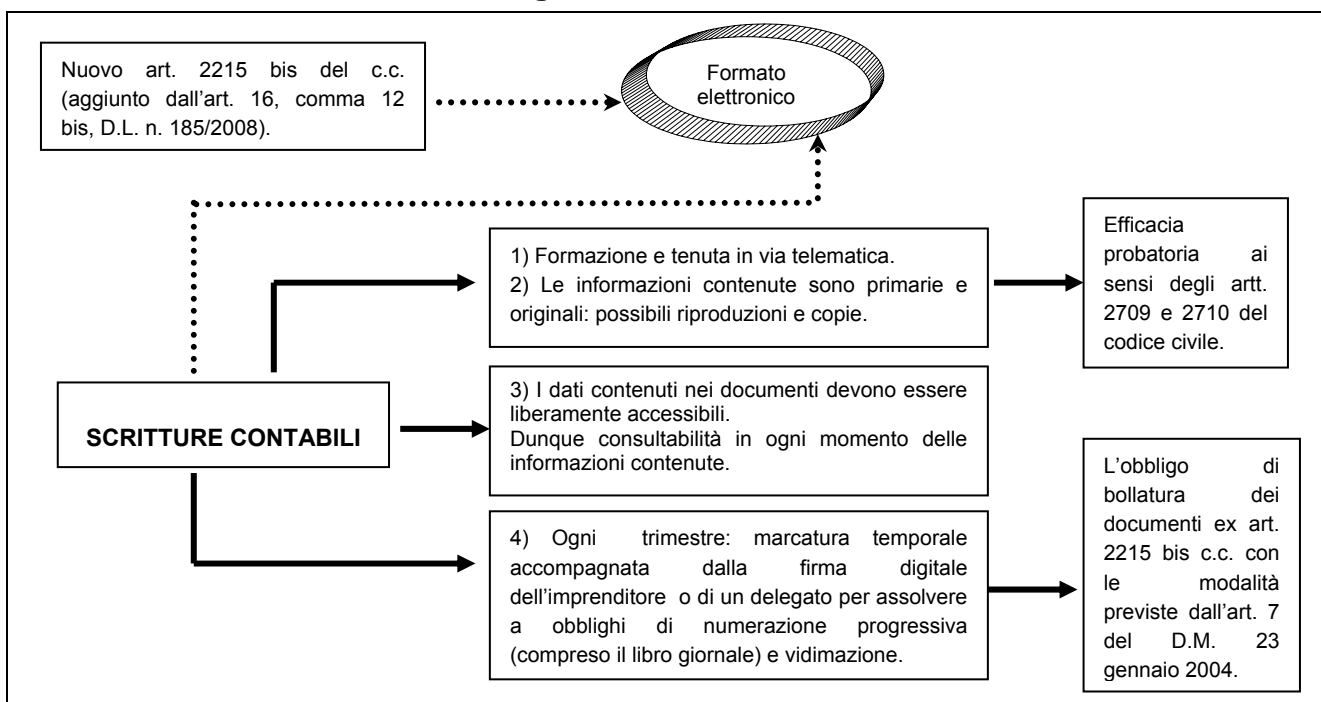 Nuovo art. 2215 bis del c.c.
(aggiunto dall'art. 16, comma 12
bis, D.L. n. 185/2008).
Formato
elettronico
1) Formazione e tenuta in via telematica.
2) Le informazioni contenute sono primarie e
originali: possibili riproduzioni e copie.
Efficacia
probatoria ai
sensi degli artt.
2709 e 2710 del
codice civile.
SCRITTURE CONTABILI
3) I dati contenuti nei documenti devono essere
liberamente accessibili.
Dunque consultabilità in ogni momento delle
informazioni contenute.
4) Ogni trimestre: marcatura temporale
accompagnata dalla firma digitale
dell'imprenditore o di un delegato per assolvere
a obblighi di numerazione progressiva
(compreso il libro giornale) e vidimazione.
L'obbligo di
bollatura dei
documenti ex art.
2215 bis c.c. con
le modalità
previste dall'art. 7
del D.M. 23
gennaio 2004.